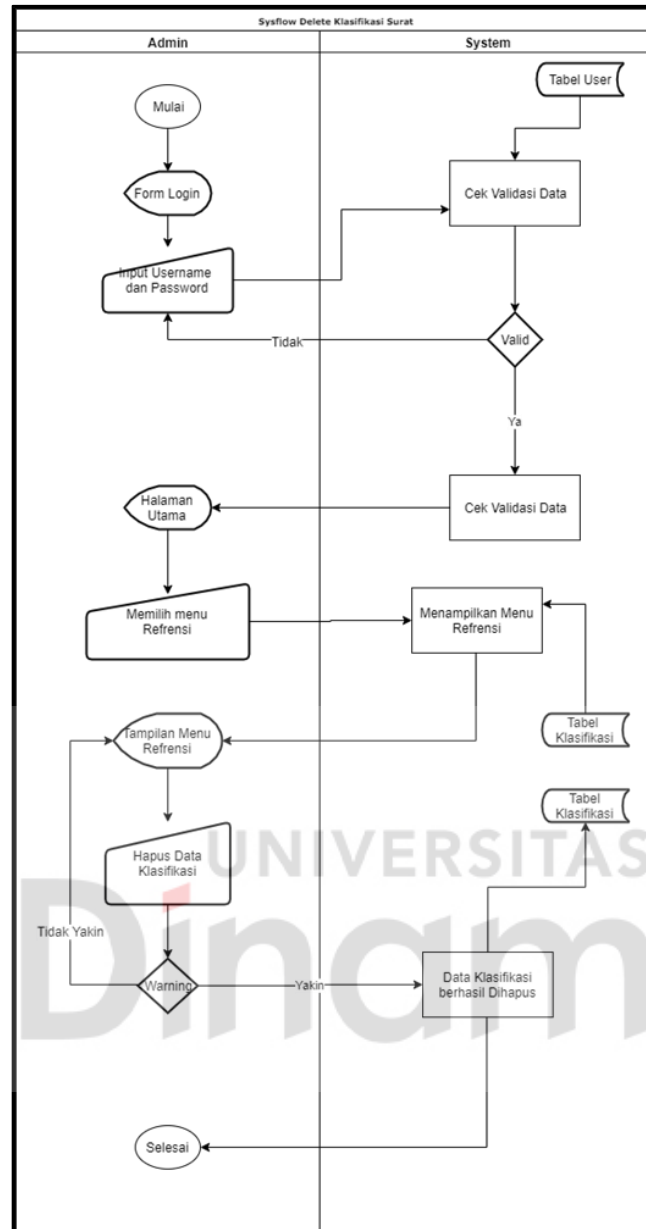 Sysflow Delete Klasifikasi Surat
Admin
System
Tabel User
Mulai
Form Login
Cek Validasi Data
Input Username
dan Password
Tidak
Valid
Ya
Halaman
Utama
Cek Validasi Data
Memilih menu
Refrensi
Menampilkan Menu
Refrensi
Tampilan Menu
Refrensi
Tabel
Klasifikasi
Tabel
Klasifikasi
Hapus Data
Klasifikasi
UNIVERSITAS
Dinam
Tidak Yakin
Warning
Yakin
Data Klasifikasi
berhasil Dihapus
Selesai